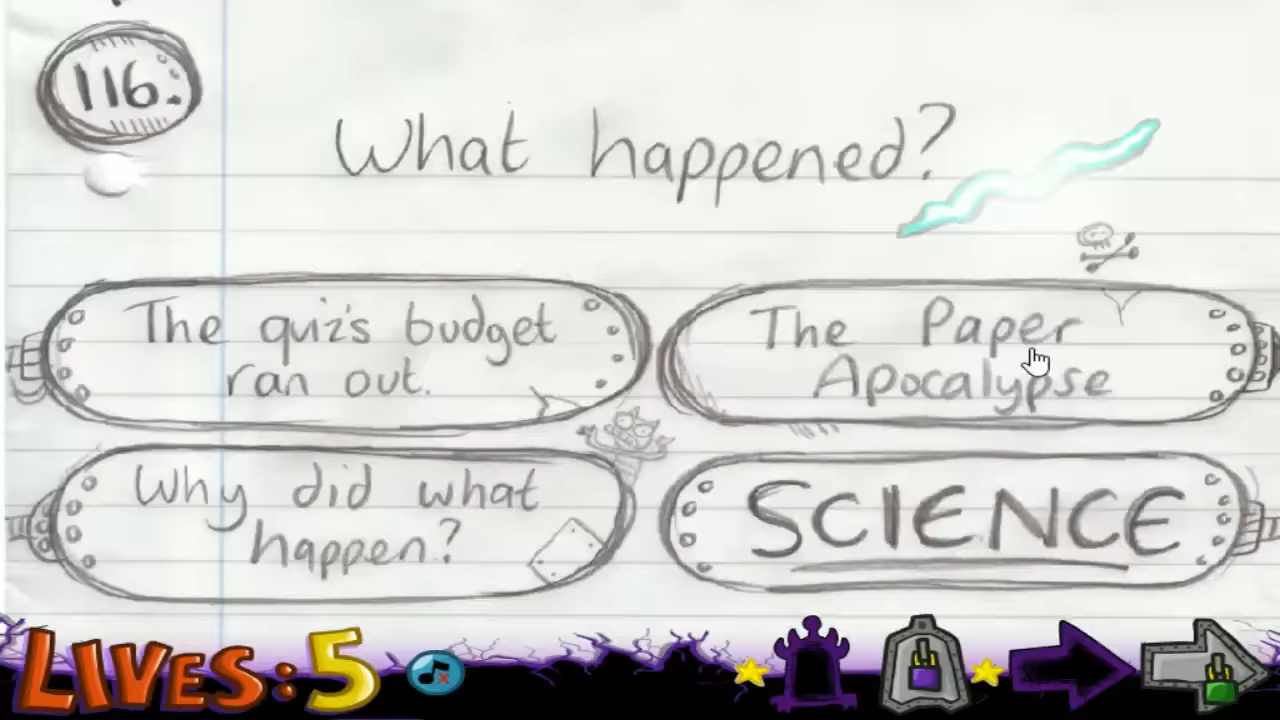 116.
What happened?
The quiz's budget
ran out.
The Paper
Apocalypse
Why did what
happen?
SCIENCE
LIVES: 5